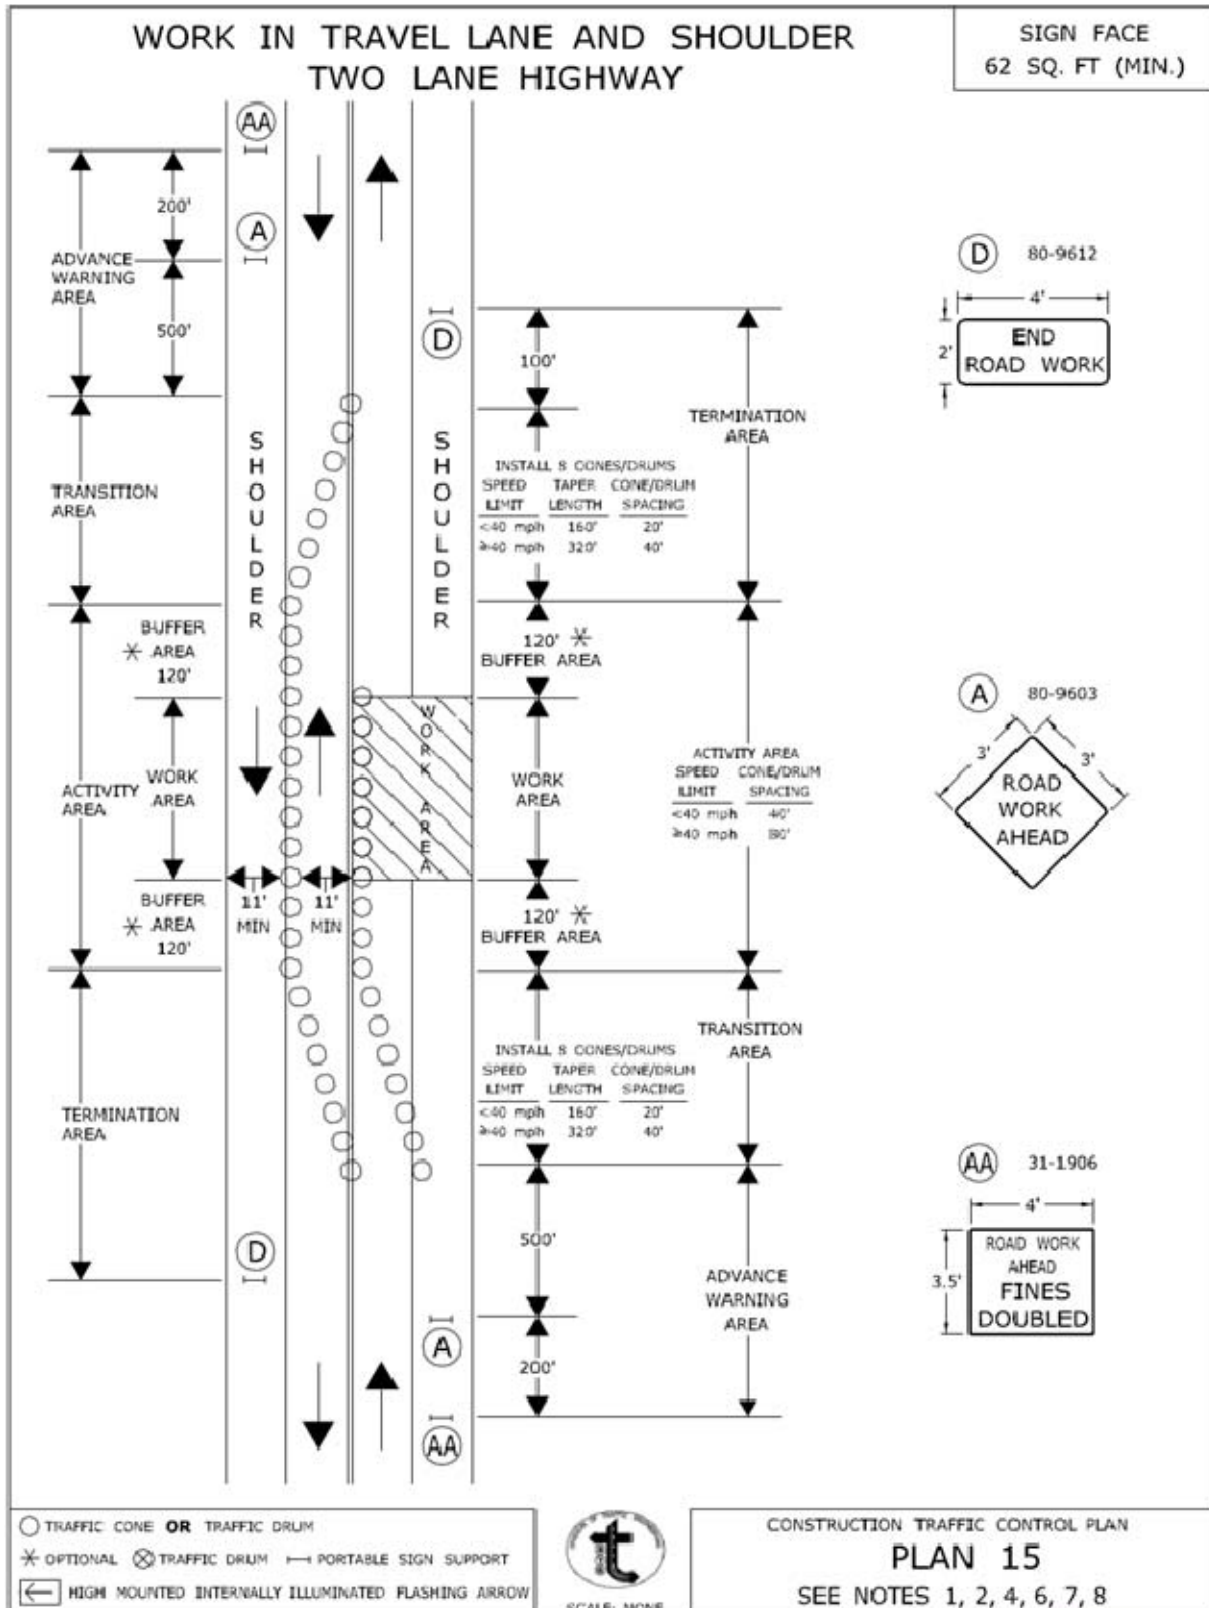 WORK IN TRAVEL LANE AND SHOULDER
TWO LANE HIGHWAY
SIGN FACE
62 SQ. FT (MIN.)
AA
200'
A
ADVANCE
WARNING
AREA
500'
D
100'
TERMINATION
AREA
SHOULDER
SHOULDER
TRANSITION
AREA
INSTALL 8 CONES/DRUMS
SPEED TAPER CONE/DRUM
LIMIT LENGTH SPACING
<40 mph 160' 20'
≥40 mph 320' 40'
BUFFER
* AREA
120'
120' *
BUFFER AREA
WORK AREA
ACTIVITY
AREA
WORK
AREA
WORK
AREA
ACTIVITY AREA
SPEED CONE/DRUM
LIMIT SPACING
<40 mph 40'
≥40 mph 80'
BUFFER
* AREA
120'
11'
MIN
11'
MIN
120' *
BUFFER AREA
TRANSITION
AREA
INSTALL 8 CONES/DRUMS
SPEED TAPER CONE/DRUM
LIMIT LENGTH SPACING
<40 mph 160' 20'
≥40 mph 320' 40'
TERMINATION
AREA
D
500'
ADVANCE
WARNING
AREA
A
200'
AA
D 80-9612
4'
2'
END
ROAD WORK
A 80-9603
3'
3'
ROAD
WORK
AHEAD
AA 31-1906
4'
3.5'
ROAD WORK
AHEAD
FINES
DOUBLED
TRAFFIC CONE OR TRAFFIC DRUM
* OPTIONAL TRAFFIC DRUM PORTABLE SIGN SUPPORT
HIGH MOUNTED INTERNALLY ILLUMINATED FLASHING ARROW
SCALE: NONE
CONSTRUCTION TRAFFIC CONTROL PLAN
PLAN 15
SEE NOTES 1, 2, 4, 6, 7, 8